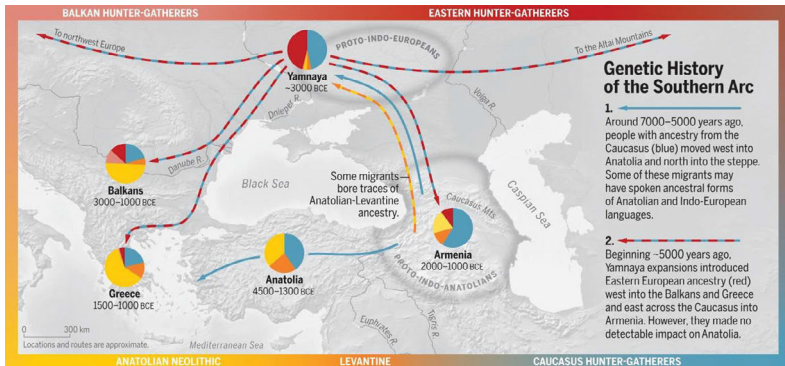 BALKAN HUNTER-GATHERERS
EASTERN HUNTER-GATHERERS
To northwest Europe
PROTO-INDO-EUROPEANS
To the Altai Mountains
Yamnaya
~3000 BCE
Dnieper R.
Volga R.
Danube R.
Balkans
3000–1000 BCE
Black Sea
Some migrants
bore traces of
Anatolian-Levantine
ancestry.
Caucasus Mts
Caspian Sea
Armenia
2000–1000 BCE
PROTO-INDO-ANATOLIANS
Anatolia
4500–1300 BCE
Greece
1500–1000 BCE
Euphrates R.
Tigris R.
0 300 km
Locations and routes are approximate.
Mediterranean Sea
Genetic History
of the Southern Arc
1.
Around 7000–5000 years ago,
people with ancestry from the
Caucasus (blue) moved west into
Anatolia and north into the steppe.
Some of these migrants may
have spoken ancestral forms
of Anatolian and Indo-European
languages.
2.
Beginning ~5000 years ago,
Yamnaya expansions introduced
Eastern European ancestry (red)
west into the Balkans and Greece
and east across the Caucasus into
Armenia. However, they made no
detectable impact on Anatolia.
ANATOLIAN NEOLITHIC
LEVANTINE
CAUCASUS HUNTER-GATHERERS